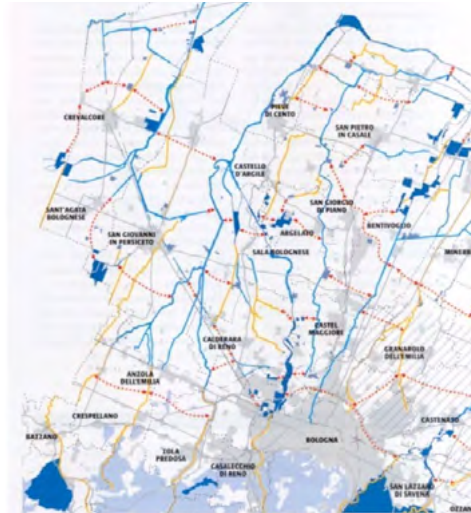 CREVALCORE
PIEVE
DI CENTO
SAN PIETRO
IN CASALE
CASTELLO
D'ARGILE
SANT'AGATA
BOLOGNESE
SAN GIORGIO
DI PIANO
SAN GIOVANNI
IN PERSICETO
ARGELATO
BENTIVOGLIO
SALA BOLOGNESE
MINERB
CASTEL
MAGGIORE
CALDERARA
DI RENO
GRANAROLO
DELL'EMILIA
ANZOLA
DELL'EMILIA
CRESPELLANO
CASTENASO
BAZZANO
BOLOGNA
ZOLA
PREDOSA
CASALECCHIO
DI RENO
SAN LAZZARO
DI SAVENA
OZZAN